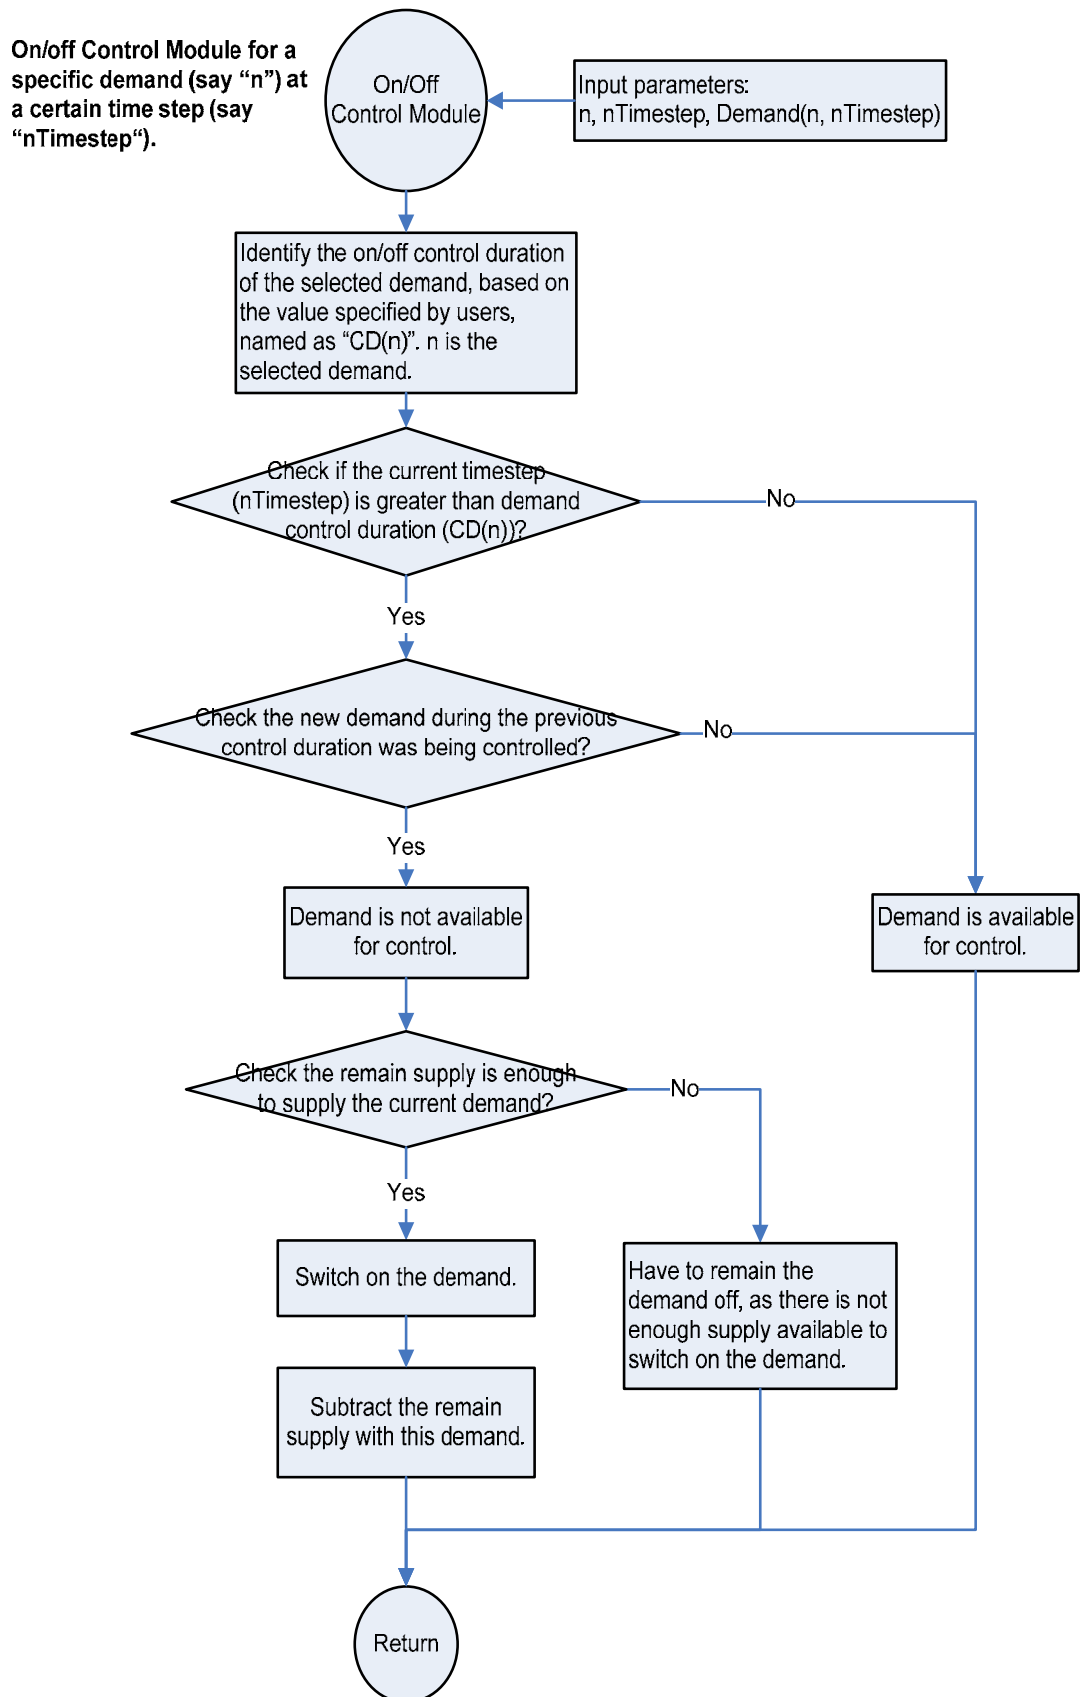 On/off Control Module for a
specific demand (say “n”) at
a certain time step (say
“nTimestep“).
On/Off
Control Module
Input parameters:
n, nTimestep, Demand(n, nTimestep)
Identify the on/off control duration
of the selected demand, based on
the value specified by users,
named as “CD(n)”. n is the
selected demand.
Check if the current timestep
(nTimestep) is greater than demand
control duration (CD(n))?
No
Yes
Check the new demand during the previous
control duration was being controlled?
No
Yes
Demand is not available
for control.
Demand is available
for control.
Check the remain supply is enough
to supply the current demand?
No
Yes
Switch on the demand.
Have to remain the
demand off, as there is not
enough supply available to
switch on the demand.
Subtract the remain
supply with this demand.
Return